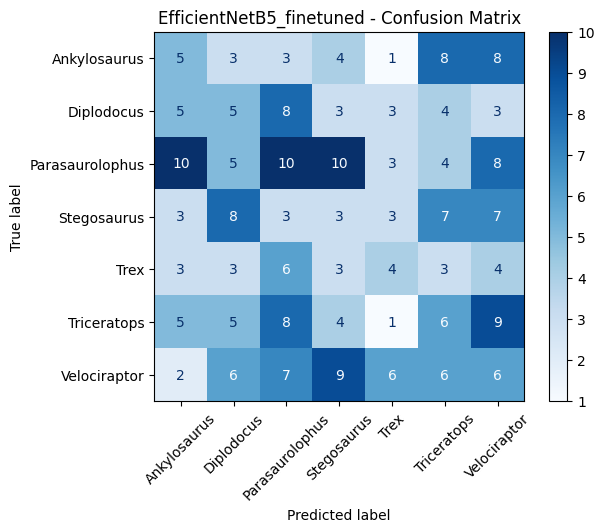 EfficientNetB5_finetuned - Confusion Matrix
True label
Ankylosaurus 5 3 3 4 1 8 8
Diplodocus 5 5 8 3 3 4 3
Parasaurolophus 10 5 10 10 3 4 8
Stegosaurus 3 8 3 3 3 7 7
Trex 3 3 6 3 4 3 4
Triceratops 5 5 8 4 1 6 9
Velociraptor 2 6 7 9 6 6 6
Ankylosaurus Diplodocus Parasaurolophus Stegosaurus Trex Triceratops Velociraptor
Predicted label
10
9
8
7
6
5
4
3
2
1